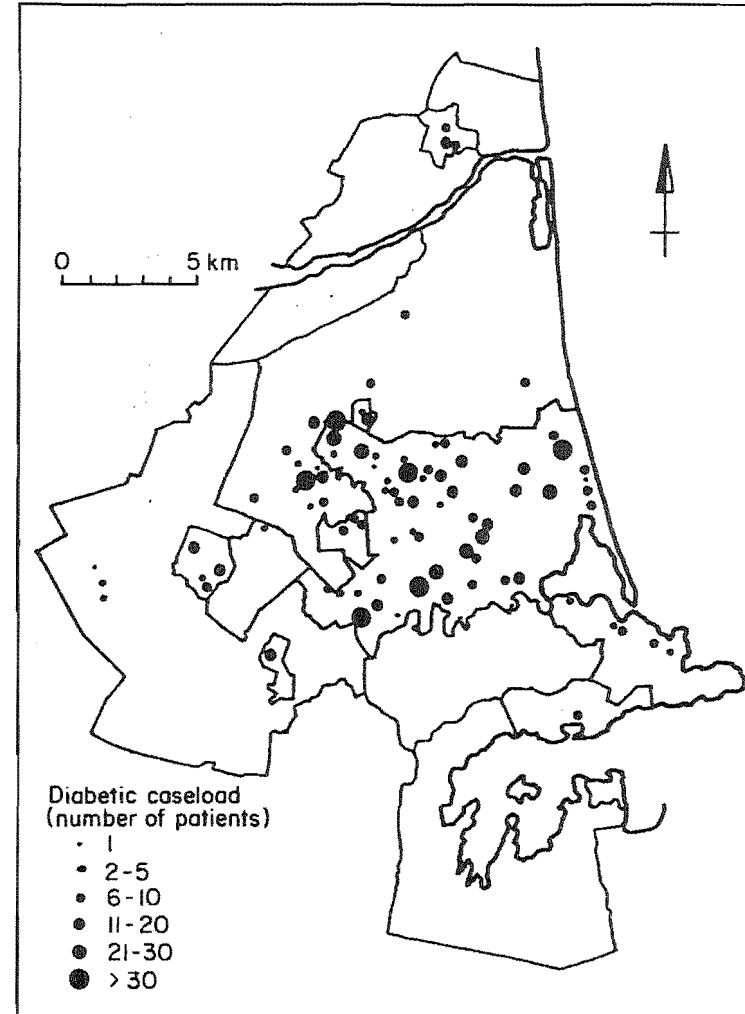 0 5 km
Diabetic caseload
(number of patients)
1
2-5
6-10
11-20
21-30
>30